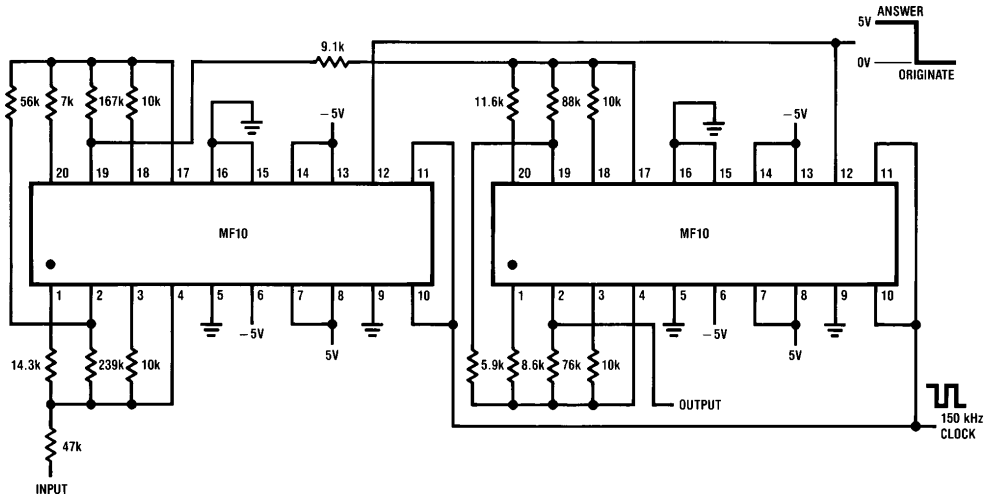 ANSWER
5V
0V
ORIGINATE
9.1k
56k 7k 167k 10k
11.6k 88k 10k
−5V
−5V
20 19 18 17 16 15 14 13 12 11
20 19 18 17 16 15 14 13 12 11
MF10
MF10
1 2 3 4 5 6 7 8 9 10
1 2 3 4 5 6 7 8 9 10
−5V
−5V
5V
5V
14.3k 239k 10k
5.9k 8.6k 76k 10k
OUTPUT
150 kHz
CLOCK
47k
INPUT